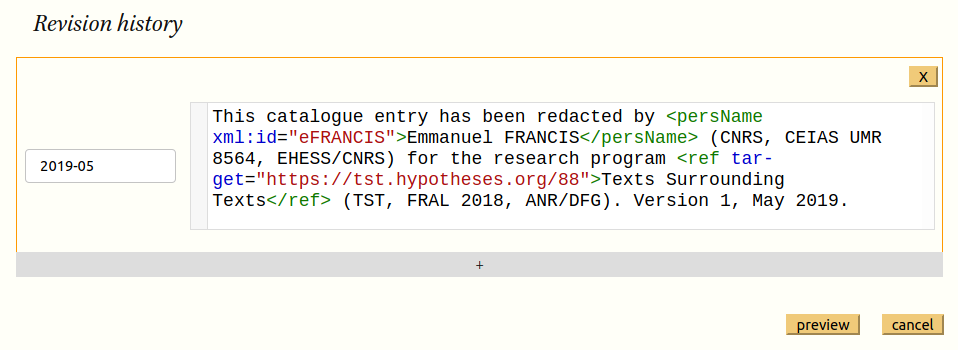 Revision history
X
2019-05
This catalogue entry has been redacted by <persName
xml:id="eFRANCIS">Emmanuel FRANCIS</persName> (CNRS, CEIAS UMR
8564, EHESS/CNRS) for the research program <ref tar-
get="https://tst.hypotheses.org/88">Texts Surrounding
Texts</ref> (TST, FRAL 2018, ANR/DFG). Version 1, May 2019.
+
preview cancel